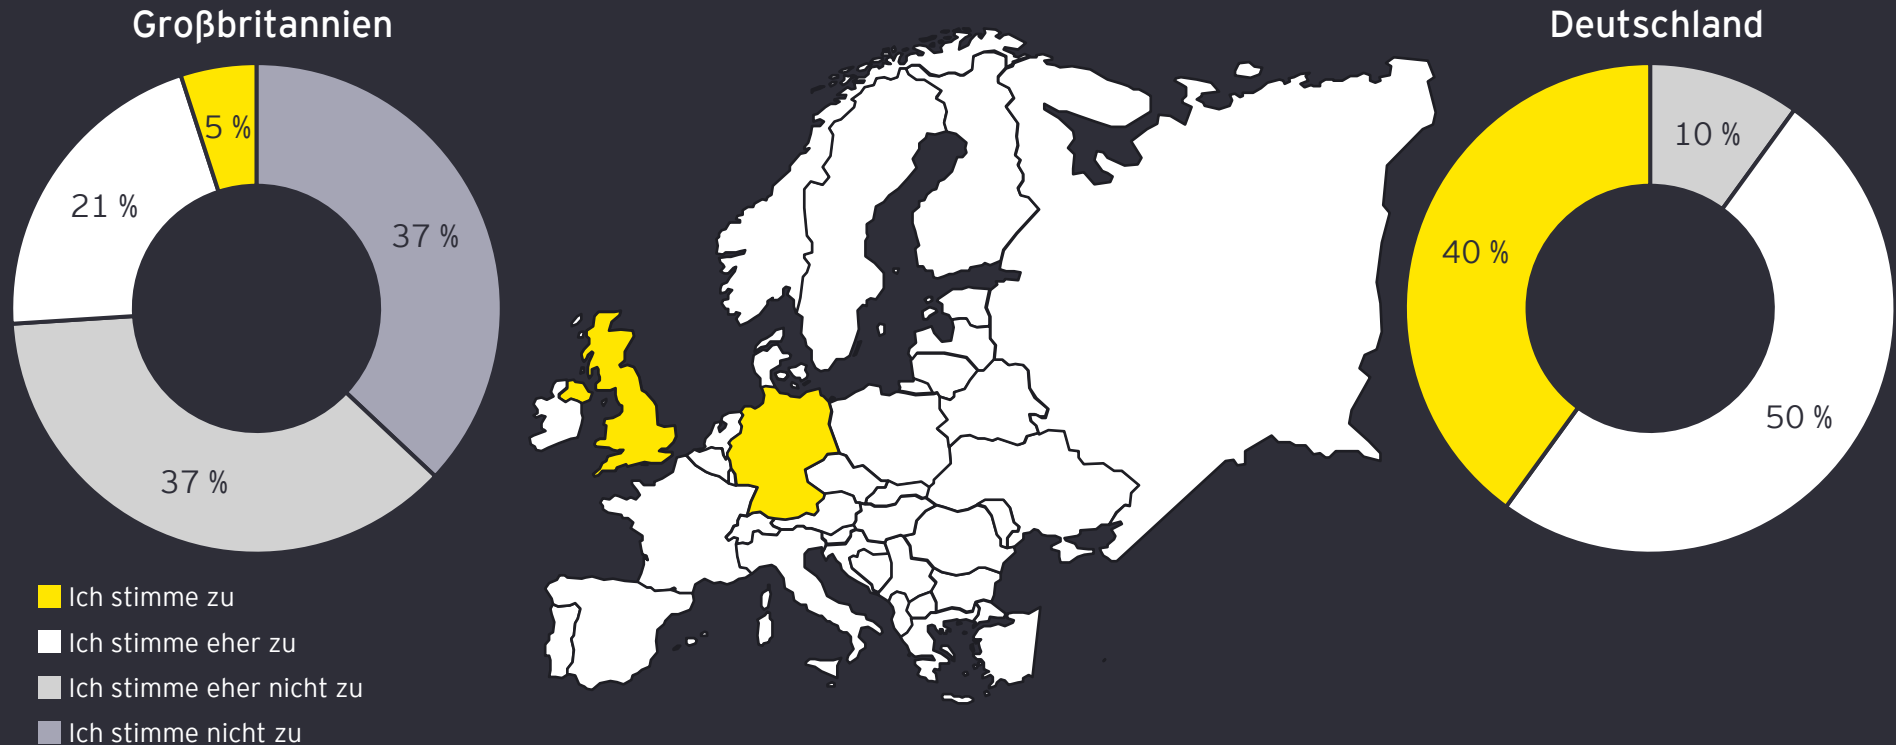 Großbritannien
5 %
37 %
21 %
37 %
Ich stimme zu
Ich stimme eher zu
Ich stimme eher nicht zu
Ich stimme nicht zu
Deutschland
10 %
40 %
50 %